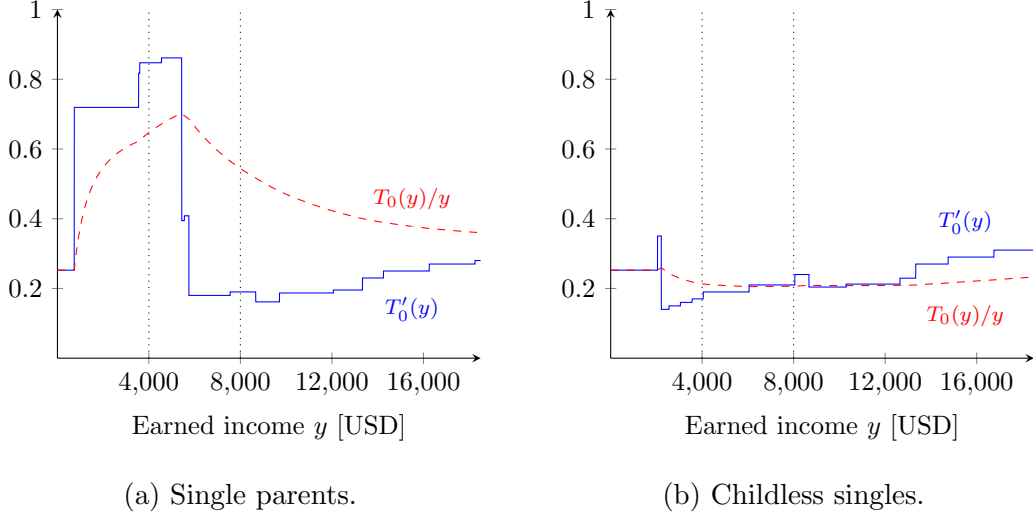 1
0.8
0.6
0.4
0.2
4,000 8,000 12,000 16,000
T₀(y)/y
T₀′(y)
Earned income y [USD]
(a) Single parents.
1
0.8
0.6
0.4
0.2
4,000 8,000 12,000 16,000
T₀′(y)
T₀(y)/y
Earned income y [USD]
(b) Childless singles.